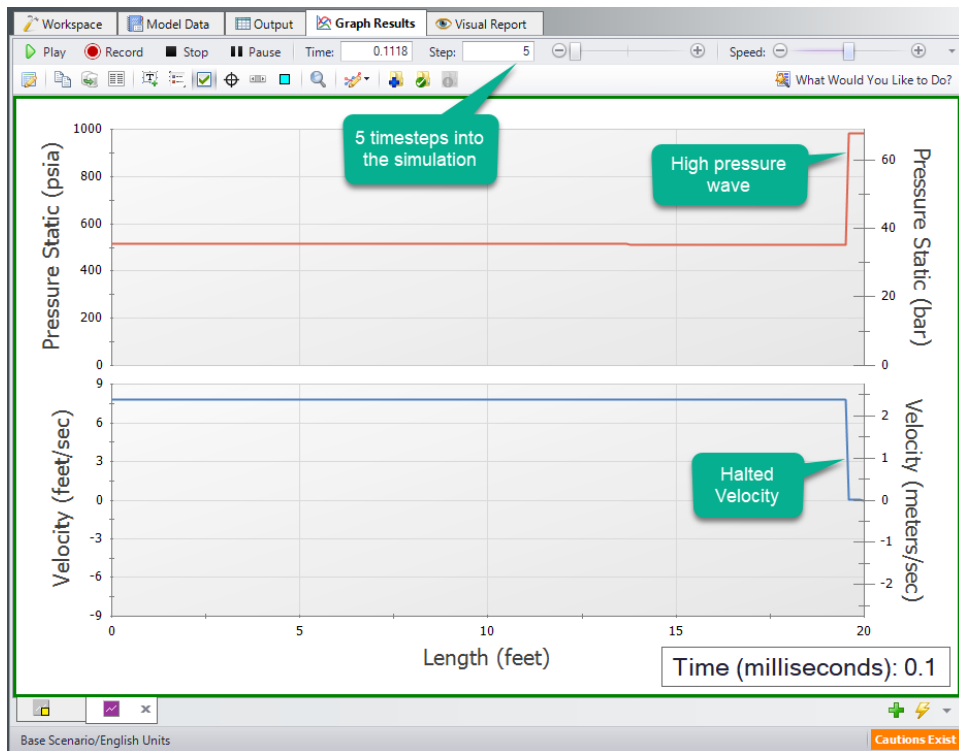 Workspace Model Data Output Graph Results Visual Report
Play Record Stop Pause Time: 0.1118 Step: 5 Speed:
What Would You Like to Do?
5 timesteps into
the simulation
High pressure
wave
Pressure Static (psia)
1000
800
600
400
200
0
Pressure Static (bar)
60
40
20
0
Velocity (feet/sec)
9
6
3
0
-3
-6
-9
Halted
Velocity
Velocity (meters/sec)
2
1
0
-1
-2
0 5 10 15 20
Length (feet)
Time (milliseconds): 0.1
Base Scenario/English Units
Cautions Exist